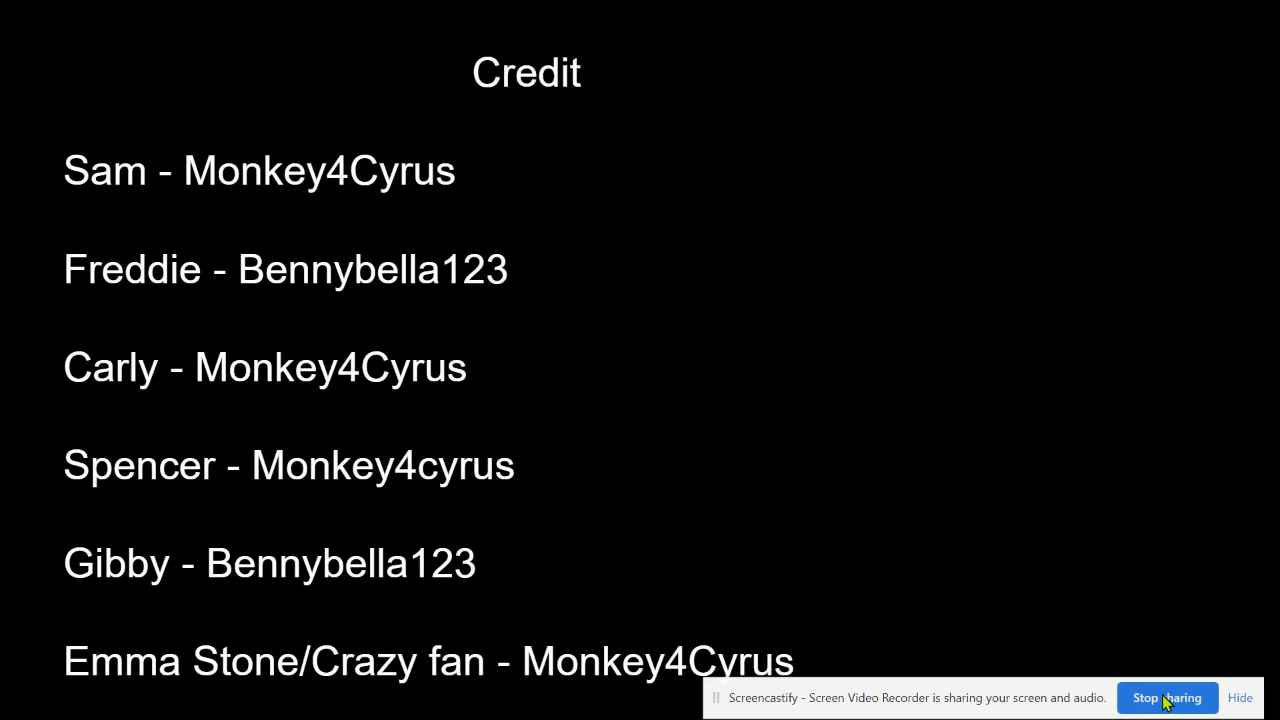 Credit
Sam - Monkey4Cyrus
Freddie - Bennybella123
Carly - Monkey4Cyrus
Spencer - Monkey4cyrus
Gibby - Bennybella123
Emma Stone/Crazy fan - Monkey4Cyrus
Screencastify - Screen Video Recorder is sharing your screen and audio. Stop sharing Hide